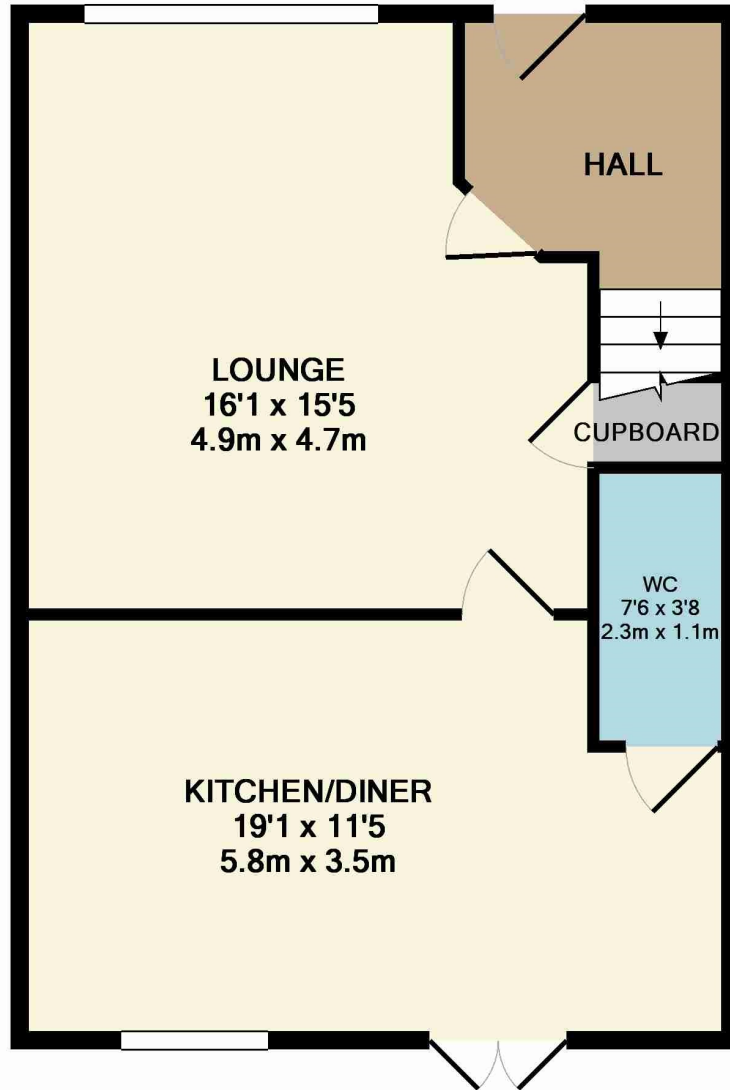 HALL
LOUNGE
16'1 x 15'5
4.9m x 4.7m
CUPBOARD
WC
7'6 x 3'8
2.3m x 1.1m
KITCHEN/DINER
19'1 x 11'5
5.8m x 3.5m